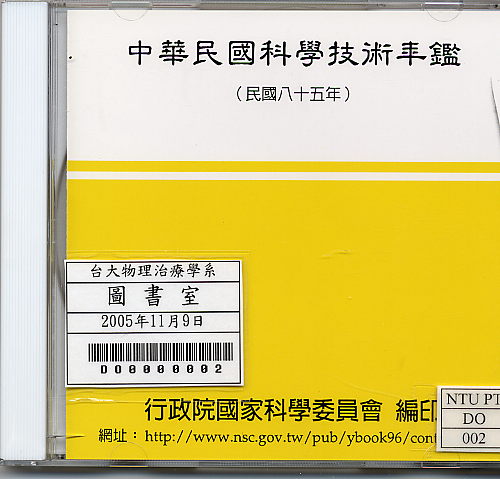 中華民國科學技術年鑑
（民國八十五年）
台大物理治療學系
圖書室
2005年11月9日
DO0000002
行政院國家科學委員會 編印
網址：http://www.nsc.gov.tw/pub/ybook96/con
NTU PT
DO
002